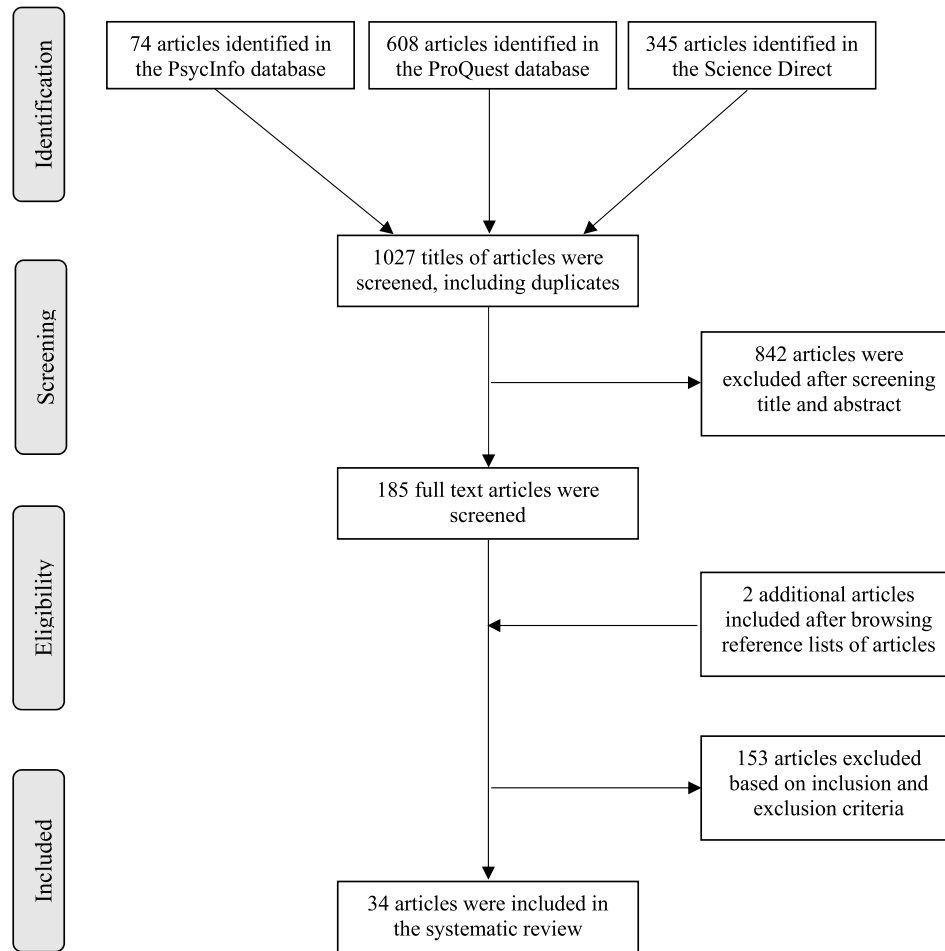 Identification
74 articles identified in
the PsycInfo database
608 articles identified in
the ProQuest database
345 articles identified in
the Science Direct
1027 titles of articles were
screened, including duplicates
Screening
842 articles were
excluded after screening
title and abstract
185 full text articles were
screened
Eligibility
2 additional articles
included after browsing
reference lists of articles
153 articles excluded
based on inclusion and
exclusion criteria
Included
34 articles were included in
the systematic review